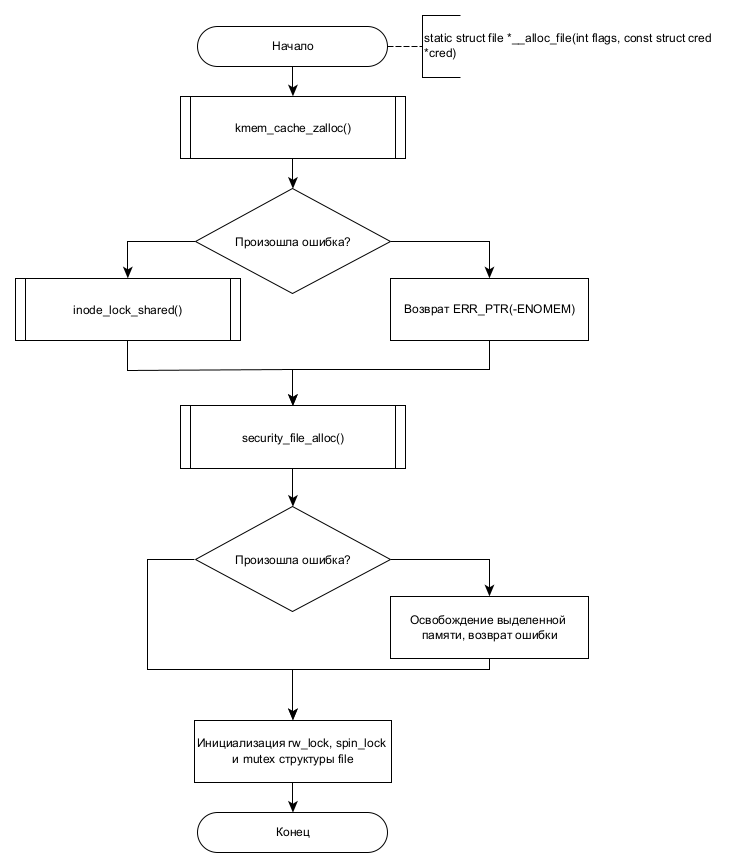 Начало
static struct file *__alloc_file(int flags, const struct cred
*cred)
kmem_cache_zalloc()
Произошла ошибка?
inode_lock_shared()
Возврат ERR_PTR(-ENOMEM)
security_file_alloc()
Произошла ошибка?
Освобождение выделенной
памяти, возврат ошибки
Инициализация rw_lock, spin_lock
и mutex структуры file
Конец